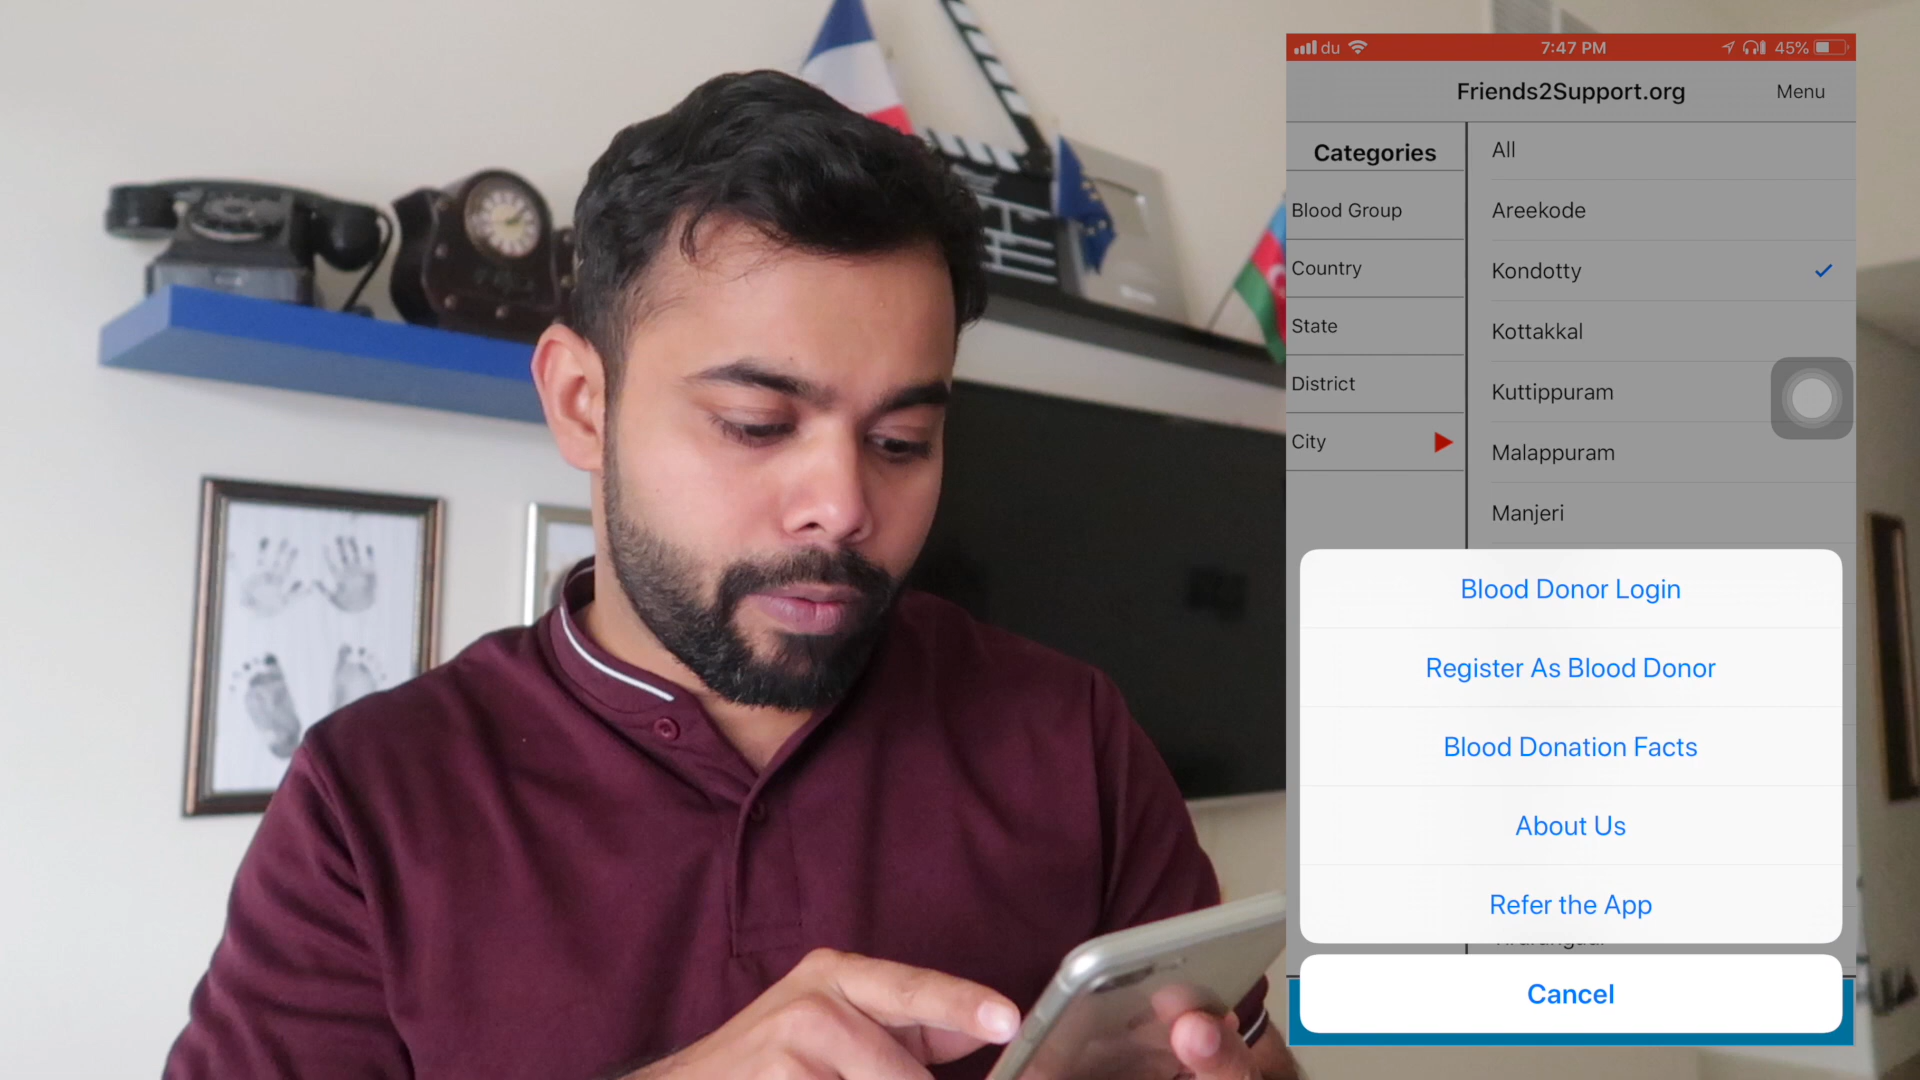 du
7:47 PM
45%
Friends2Support.org
Menu
Categories
Blood Group
Country
State
District
City
All
Areekode
Kondotty
Kottakkal
Kuttippuram
Malappuram
Manjeri
Blood Donor Login
Register As Blood Donor
Blood Donation Facts
About Us
Refer the App
Cancel